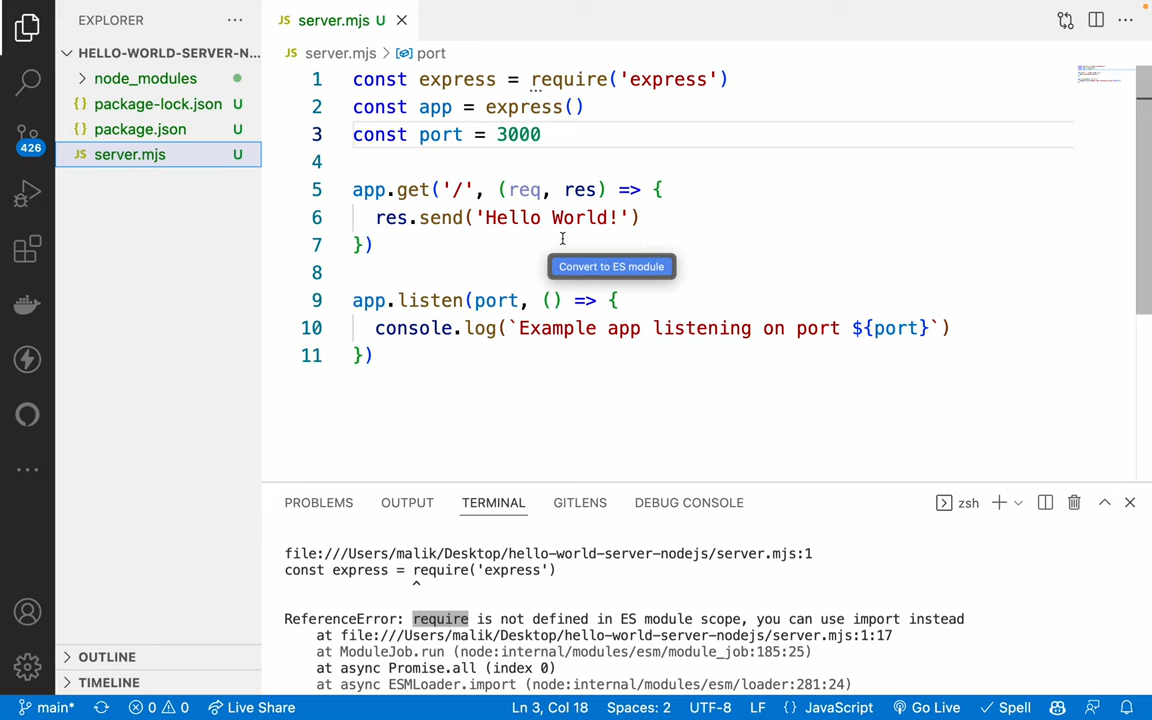 EXPLORER
HELLO-WORLD-SERVER-N...
node_modules
{} package-lock.json U
{} package.json U
JS server.mjs U
426
OUTLINE
TIMELINE
JS server.mjs U
JS server.mjs > port
1 const express = require('express')
2 const app = express()
3 const port = 3000
4
5 app.get('/', (req, res) => {
6 res.send('Hello World!')
7 })
8
Convert to ES module
9 app.listen(port, () => {
10 console.log(`Example app listening on port ${port}`)
11 })
PROBLEMS OUTPUT TERMINAL GITLENS DEBUG CONSOLE zsh
file:///Users/malik/Desktop/hello-world-server-nodejs/server.mjs:1
const express = require('express')
^
ReferenceError: require is not defined in ES module scope, you can use import instead
at file:///Users/malik/Desktop/hello-world-server-nodejs/server.mjs:1:17
at ModuleJob.run (node:internal/modules/esm/module_job:185:25)
at async Promise.all (index 0)
at async ESMLoader.import (node:internal/modules/esm/loader:281:24)
main* 0 0 Live Share Ln 3, Col 18 Spaces: 2 UTF-8 LF {} JavaScript Go Live Spell